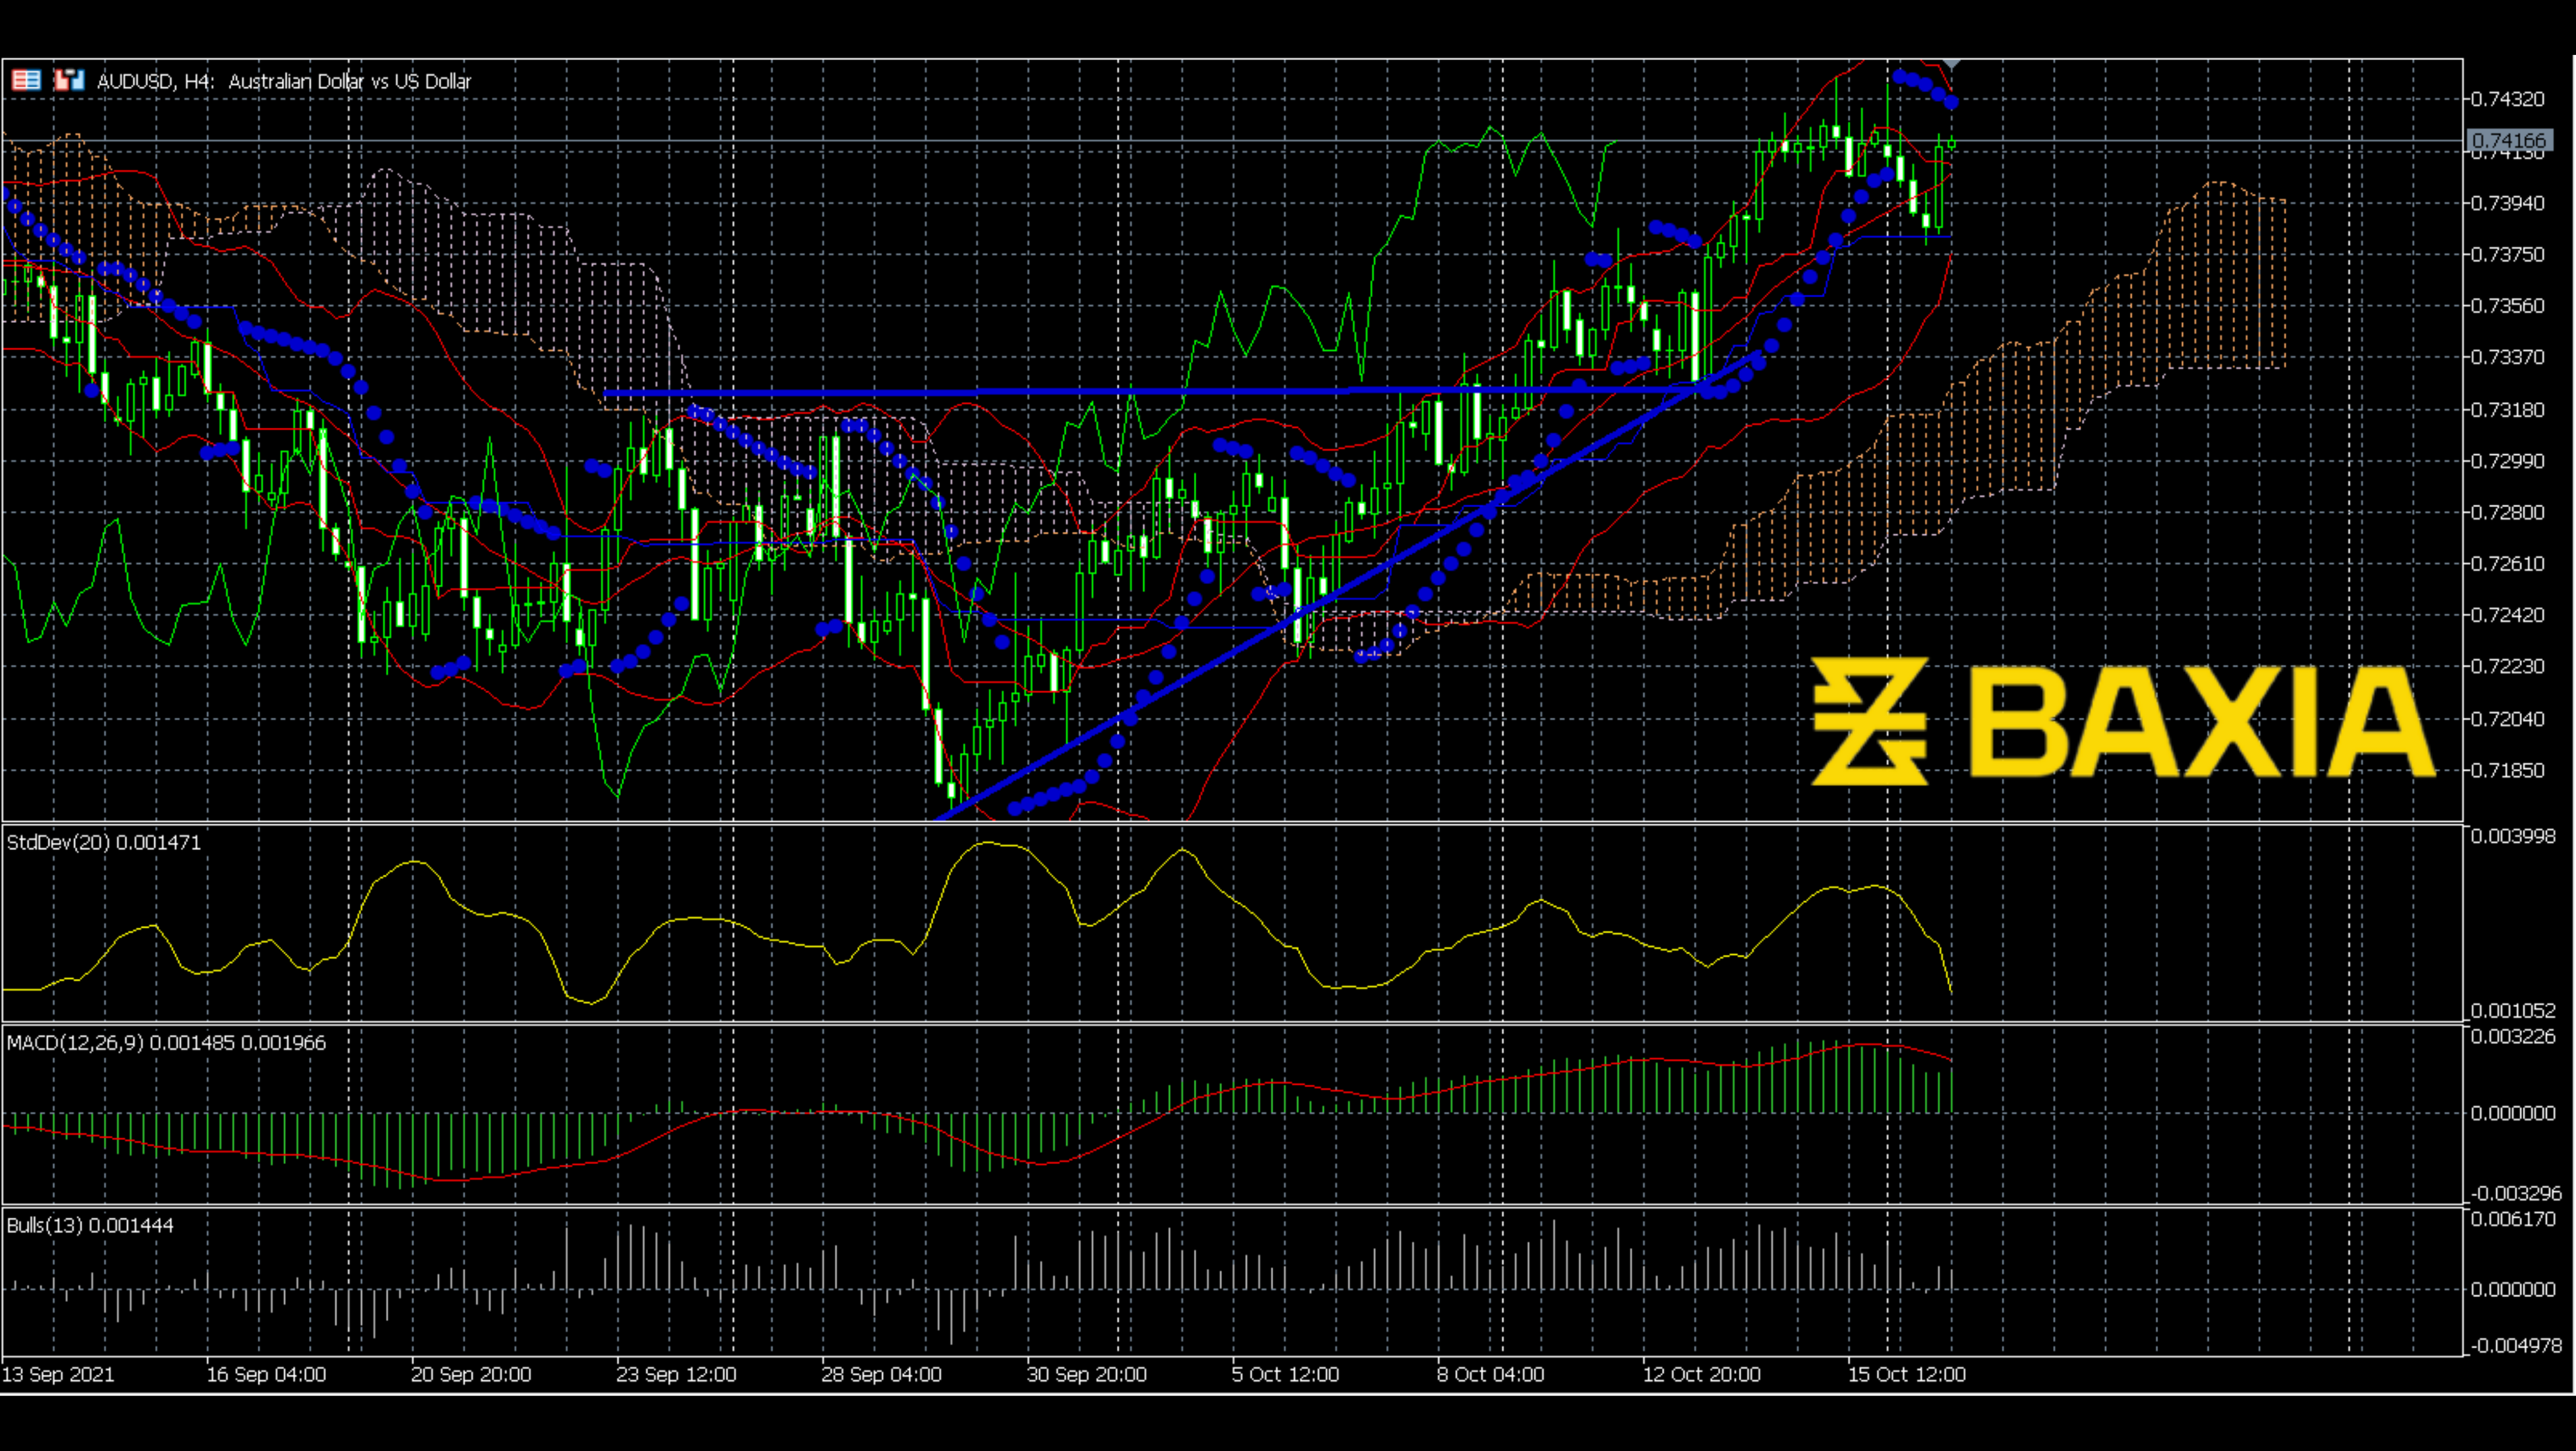 AUDUSD, H4: Australian Dollar vs US Dollar
0.74320
0.74166
0.74130
0.73940
0.73750
0.73560
0.73370
0.73180
0.72990
0.72800
0.72610
0.72420
0.72230
0.72040
0.71850
BAXIA
StdDev(20) 0.001471
0.003998
0.001052
MACD(12,26,9) 0.001485 0.001966
0.003226
0.000000
-0.003296
Bulls(13) 0.001444
0.006170
0.000000
-0.004978
13 Sep 2021
16 Sep 04:00
20 Sep 20:00
23 Sep 12:00
28 Sep 04:00
30 Sep 20:00
5 Oct 12:00
8 Oct 04:00
12 Oct 20:00
15 Oct 12:00